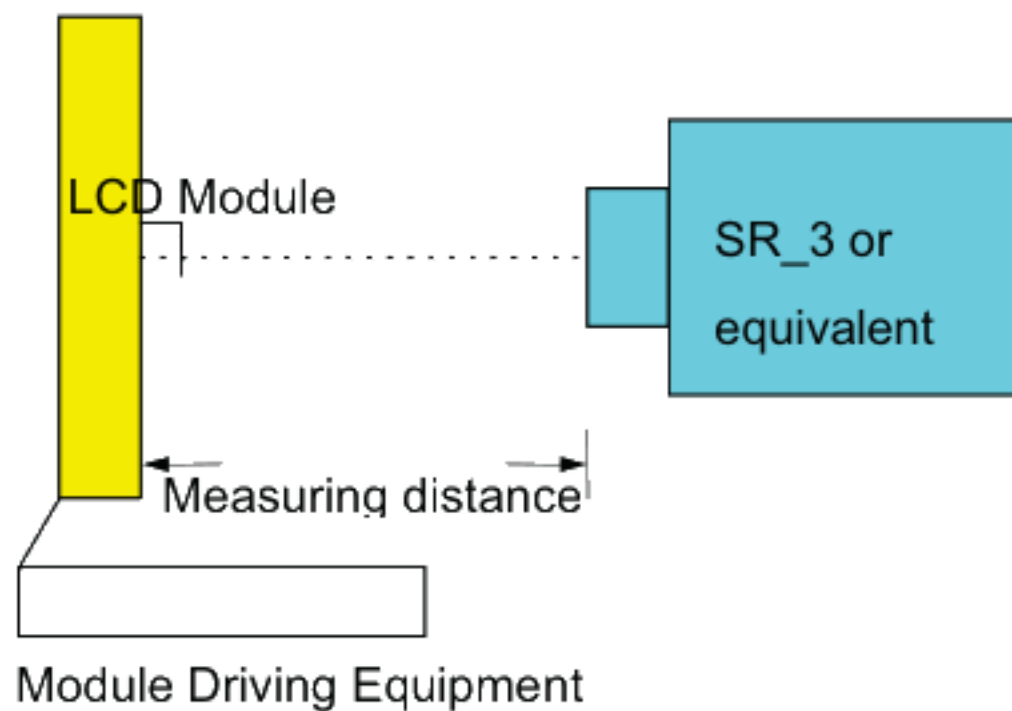 LCD Module
SR_3 or
equivalent
Measuring distance
Module Driving Equipment